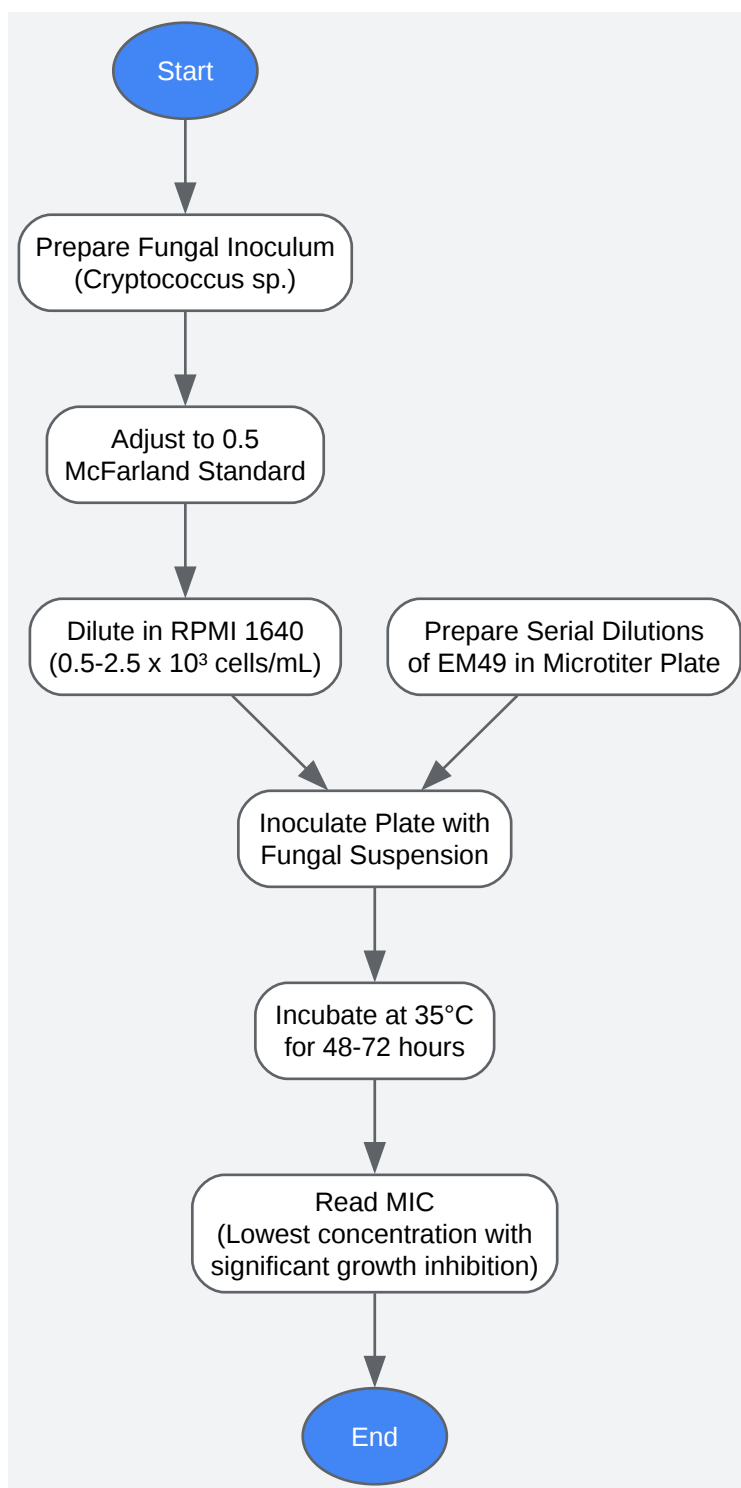 Start
Prepare Fungal Inoculum
(Cryptococcus sp.)
Adjust to 0.5
McFarland Standard
Dilute in RPMI 1640
(0.5-2.5 x 10³ cells/mL)
Prepare Serial Dilutions
of EM49 in Microtiter Plate
Inoculate Plate with
Fungal Suspension
Incubate at 35°C
for 48-72 hours
Read MIC
(Lowest concentration with
significant growth inhibition)
End